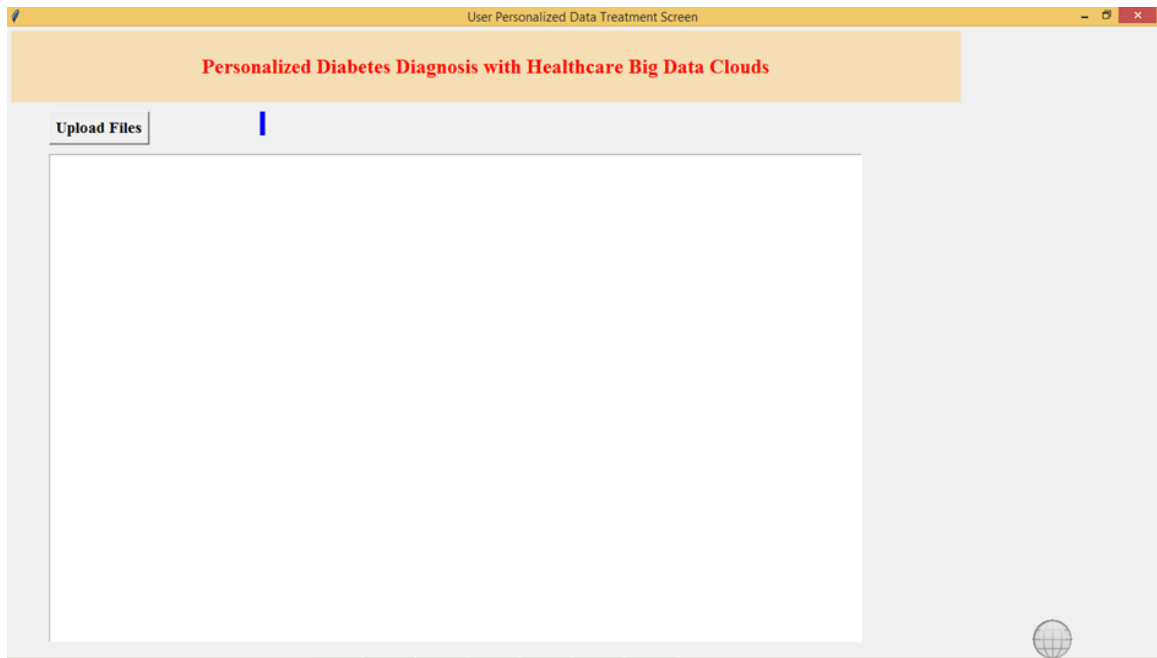 User Personalized Data Treatment Screen
Personalized Diabetes Diagnosis with Healthcare Big Data Clouds
Upload Files